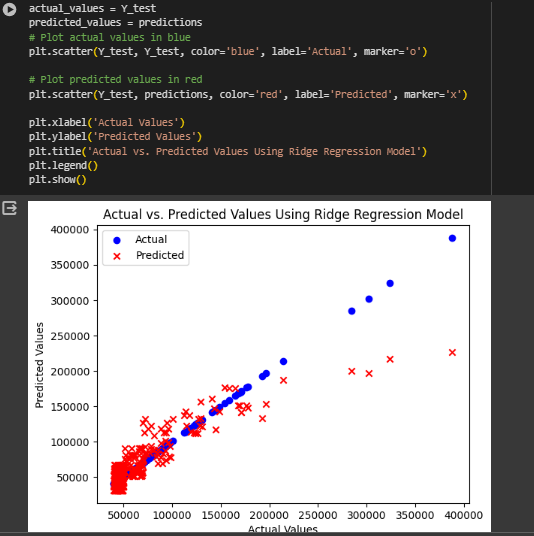 actual_values = Y_test
predicted_values = predictions
# Plot actual values in blue
plt.scatter(Y_test, Y_test, color='blue', label='Actual', marker='o')
# Plot predicted values in red
plt.scatter(Y_test, predictions, color='red', label='Predicted', marker='x')
plt.xlabel('Actual Values')
plt.ylabel('Predicted Values')
plt.title('Actual vs. Predicted Values Using Ridge Regression Model')
plt.legend()
plt.show()
Actual vs. Predicted Values Using Ridge Regression Model
Actual
Predicted
400000
350000
300000
250000
200000
150000
100000
50000
Predicted Values
50000 100000 150000 200000 250000 300000 350000 400000
Actual Values